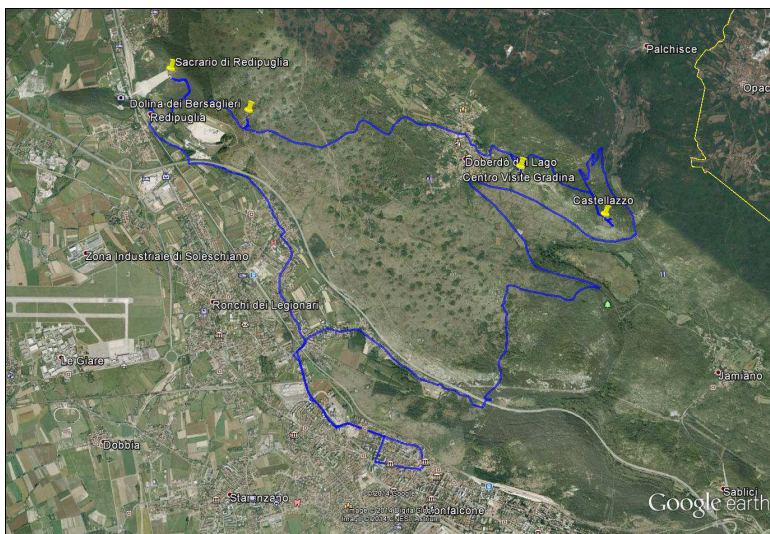 Sacrario di Redipuglia
Palchisce
Opac
Dolina dei Bersaglieri
Redipuglia
Doberdò del Lago
Centro Visite Gradina
Castellazzo
Zona Industriale di Soleschiano
Ronchi dei Legionari
Le Giare
Jamiano
Dobbia
Staranzano
Sablici
Monfalcone
Google earth